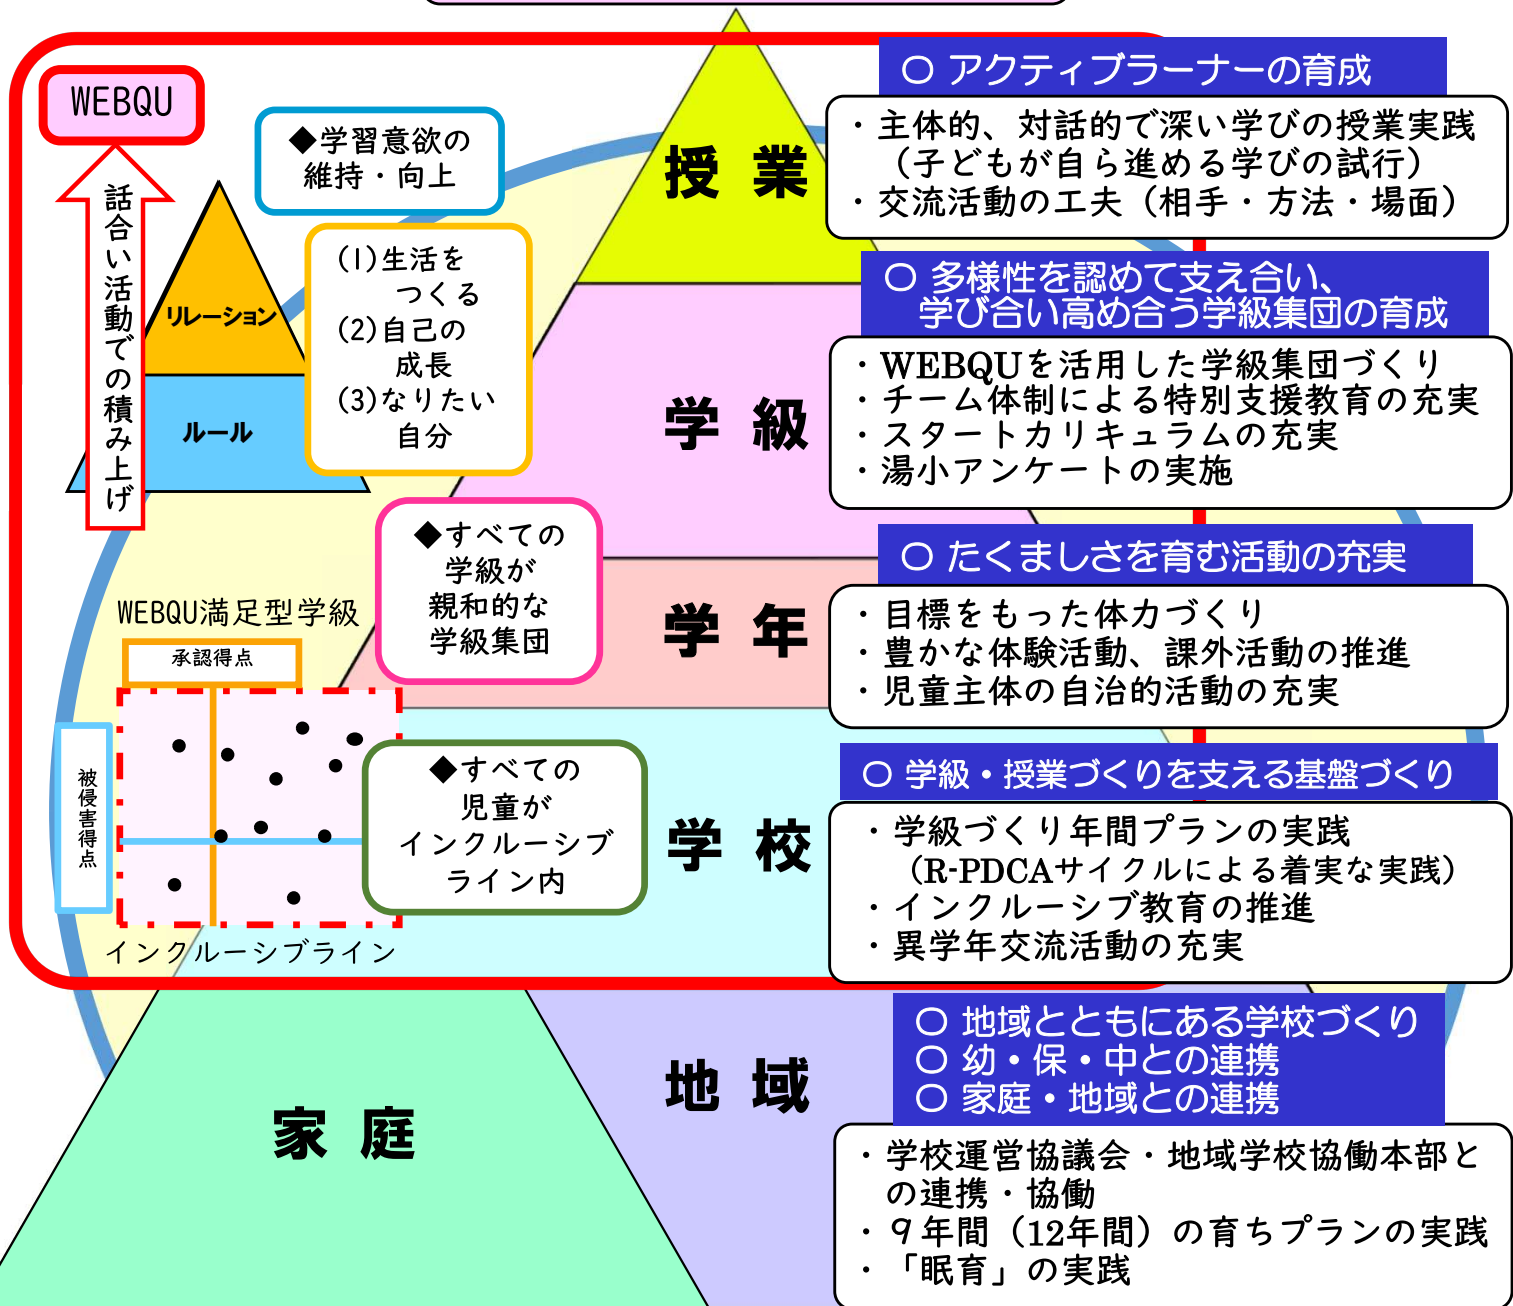 WEBQU
話合い活動での積み上げ
リレーション
ルール
◆学習意欲の
維持・向上
(1)生活を
つくる
(2)自己の
成長
(3)なりたい
自分
◆すべての
学級が
親和的な
学級集団
WEBQU満足型学級
承認得点
被侵害得点
インクルーシブライン
◆すべての
児童が
インクルーシブ
ライン内
授業
学級
学年
学校
家庭
地域
○ アクティブラーナーの育成
・主体的、対話的で深い学びの授業実践
（子どもが自ら進める学びの試行）
・交流活動の工夫（相手・方法・場面）
○ 多様性を認めて支え合い、
学び合い高め合う学級集団の育成
・WEBQUを活用した学級集団づくり
・チーム体制による特別支援教育の充実
・スタートカリキュラムの充実
・湯小アンケートの実施
○ たくましさを育む活動の充実
・目標をもった体力づくり
・豊かな体験活動、課外活動の推進
・児童主体の自治的活動の充実
○ 学級・授業づくりを支える基盤づくり
・学級づくり年間プランの実践
（R-PDCAサイクルによる着実な実践）
・インクルーシブ教育の推進
・異学年交流活動の充実
○ 地域とともにある学校づくり
○ 幼・保・中との連携
○ 家庭・地域との連携
・学校運営協議会・地域学校協働本部と
の連携・協働
・９年間（12年間）の育ちプランの実践
・「眠育」の実践